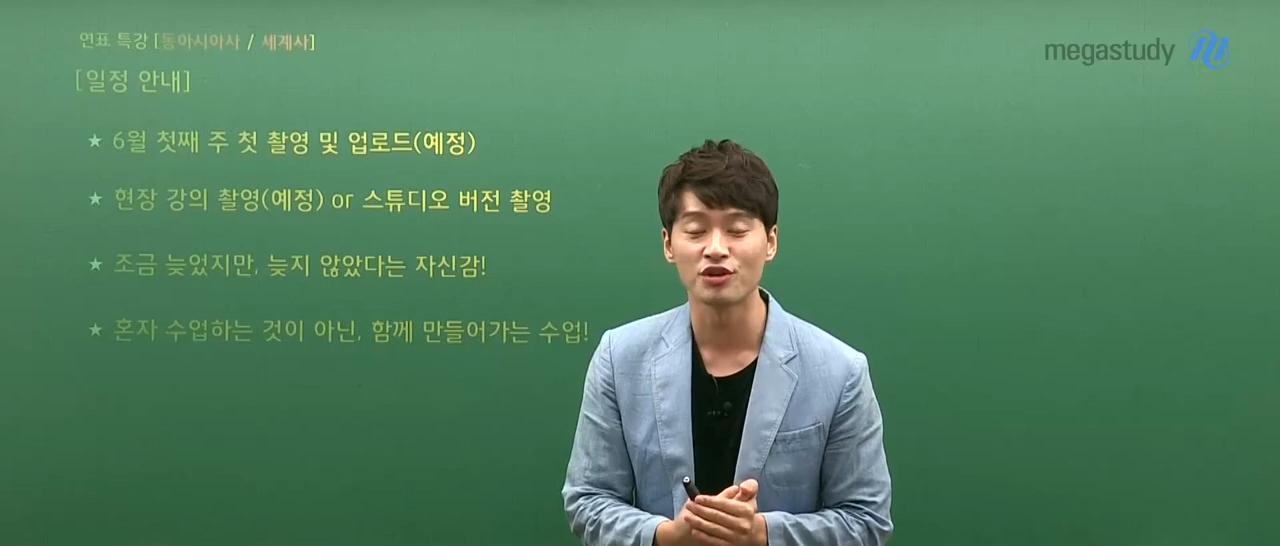 연표 특강 [동아시아사 / 세계사]
megastudy
[일정 안내]
★ 6월 첫째 주 첫 촬영 및 업로드(예정)
★ 현장 강의 촬영(예정) or 스튜디오 버전 촬영
★ 조금 늦었지만, 늦지 않았다는 자신감!
★ 혼자 수업하는 것이 아닌, 함께 만들어가는 수업!